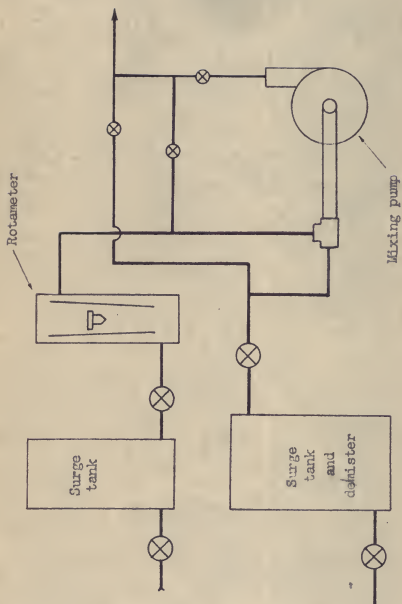 Rotameter
Surge
tank
Surge
tank
and
demister
Mixing pump